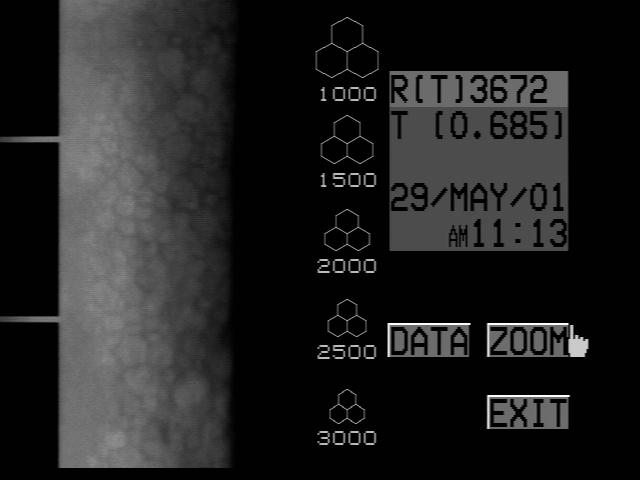 1000
1500
2000
2500
3000
R(T)3672
T (0.685)
29/MAY/01
AM11:13
DATA
ZOOM
EXIT